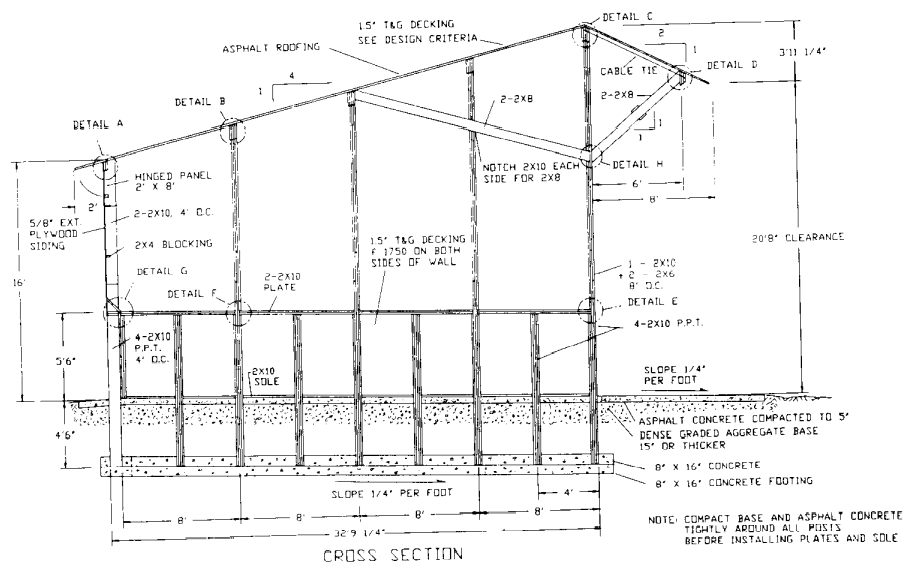 DETAIL C
1.5" T&G DECKING
SEE DESIGN CRITERIA
2
1
3'11 1/4"
ASPHALT ROOFING
CABLE TIE
DETAIL D
4
1
2-2X8
2-2X8
DETAIL B
DETAIL A
1
1
NOTCH 2X10 EACH
SIDE FOR 2X8
DETAIL H
HINGED PANEL
2' X 8'
6'
8'
2'
2-2X10, 4' O.C.
5/8" EXT.
PLYWOOD
SIDING
20'8" CLEARANCE
2X4 BLOCKING
1.5" T&G DECKING
F 1750 ON BOTH
SIDES OF WALL
1 - 2X10
+ 2 - 2X6
8' O.C.
16'
DETAIL G
DETAIL F
2-2X10
PLATE
DETAIL E
4-2X10
P.P.T.
4' O.C.
4-2X10 P.P.T.
5'6"
2X10
SOLE
SLOPE 1/4"
PER FOOT
4'6"
ASPHALT CONCRETE COMPACTED TO 5"
DENSE GRADED AGGREGATE BASE
15" OR THICKER
8" X 16" CONCRETE
8" X 16" CONCRETE FOOTING
SLOPE 1/4" PER FOOT
4'
8'
8'
8'
8'
32'9 1/4"
NOTE: COMPACT BASE AND ASPHALT CONCRETE
TIGHTLY AROUND ALL POSTS
BEFORE INSTALLING PLATES AND SOLE
CROSS SECTION